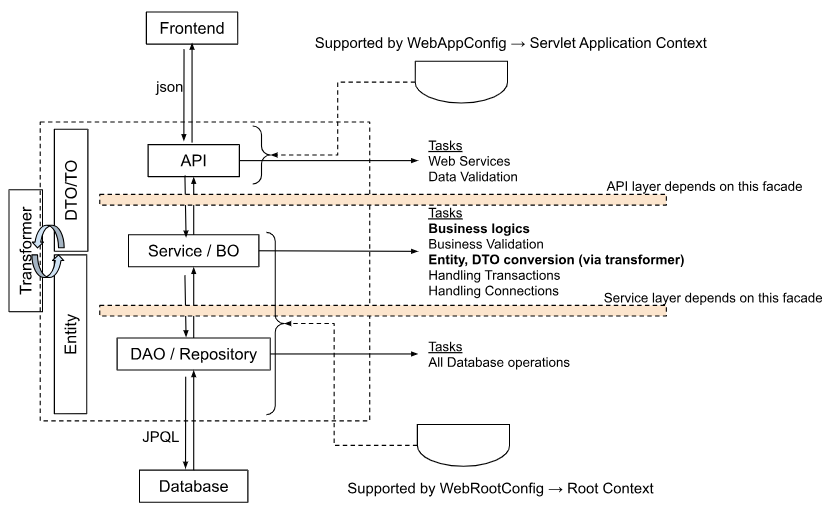 Frontend
Supported by WebAppConfig → Servlet Application Context
json
API
Tasks
Web Services
Data Validation
DTO/TO
API layer depends on this facade
Transformer
Service / BO
Tasks
Business logics
Business Validation
Entity, DTO conversion (via transformer)
Handling Transactions
Handling Connections
Service layer depends on this facade
Entity
DAO / Repository
Tasks
All Database operations
JPQL
Database
Supported by WebRootConfig → Root Context